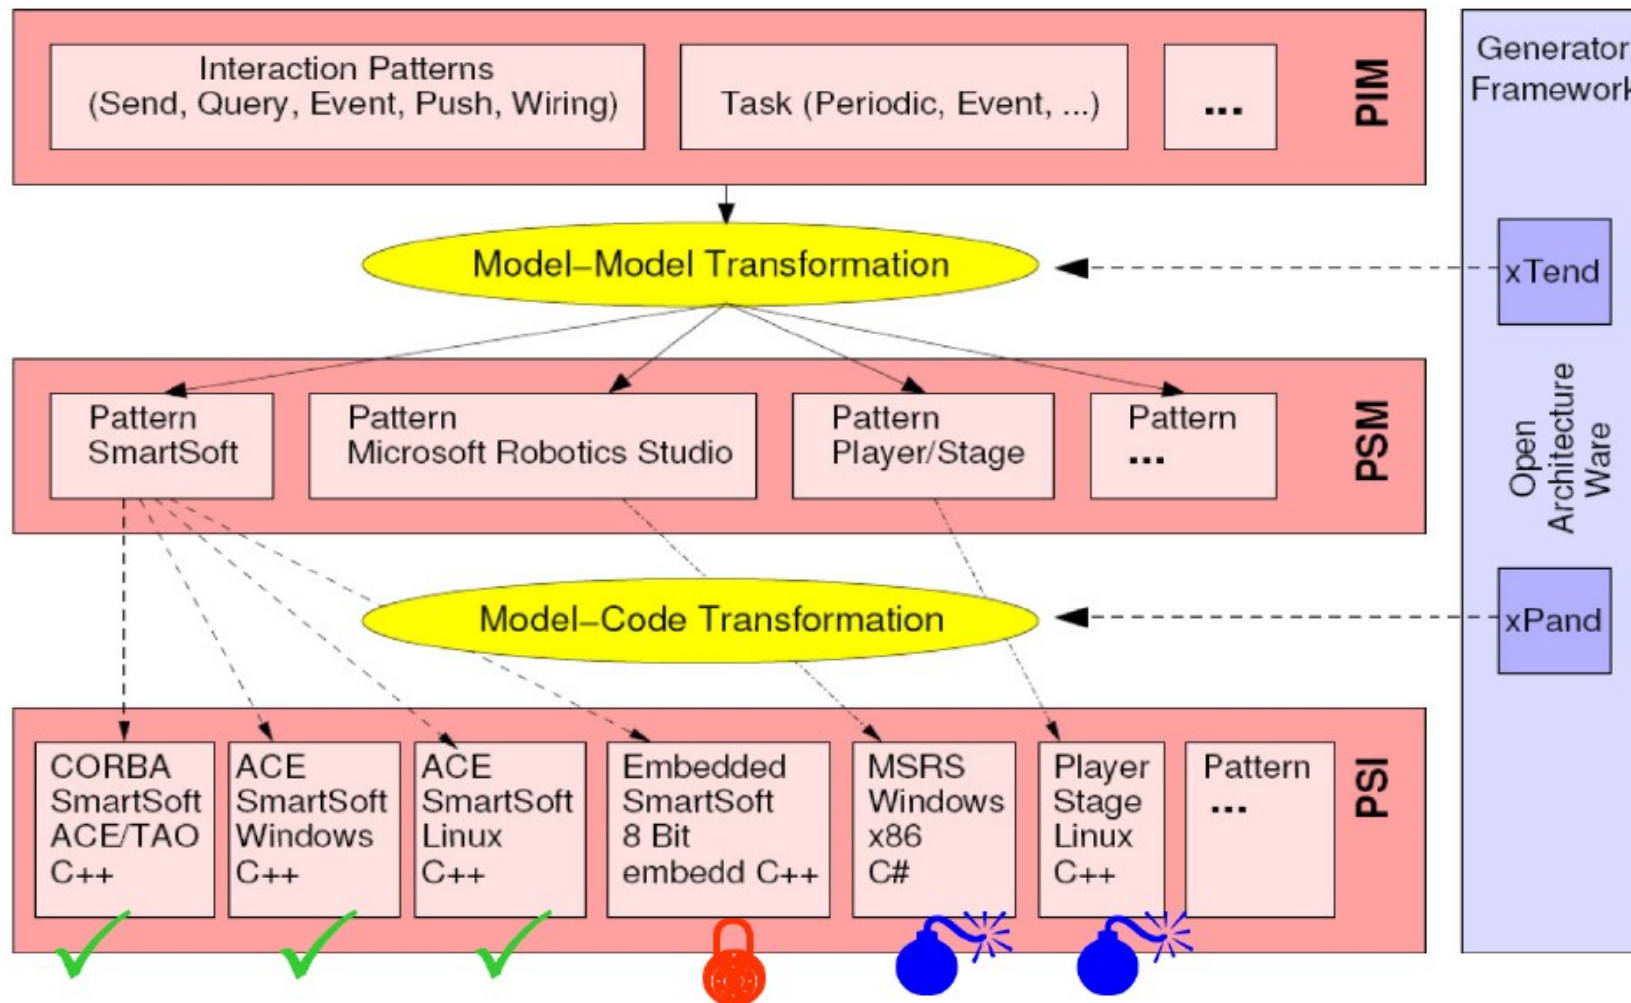 Interaction Patterns
(Send, Query, Event, Push, Wiring)
Task (Periodic, Event, ...)
...
PIM
Generator
Framework
Model–Model Transformation
xTend
Pattern
SmartSoft
Pattern
Microsoft Robotics Studio
Pattern
Player/Stage
Pattern
...
PSM
Open
Architecture
Ware
Model–Code Transformation
xPand
CORBA
SmartSoft
ACE/TAO
C++
ACE
SmartSoft
Windows
C++
ACE
SmartSoft
Linux
C++
Embedded
SmartSoft
8 Bit
embedd C++
MSRS
Windows
x86
C#
Player
Stage
Linux
C++
Pattern
...
PSI